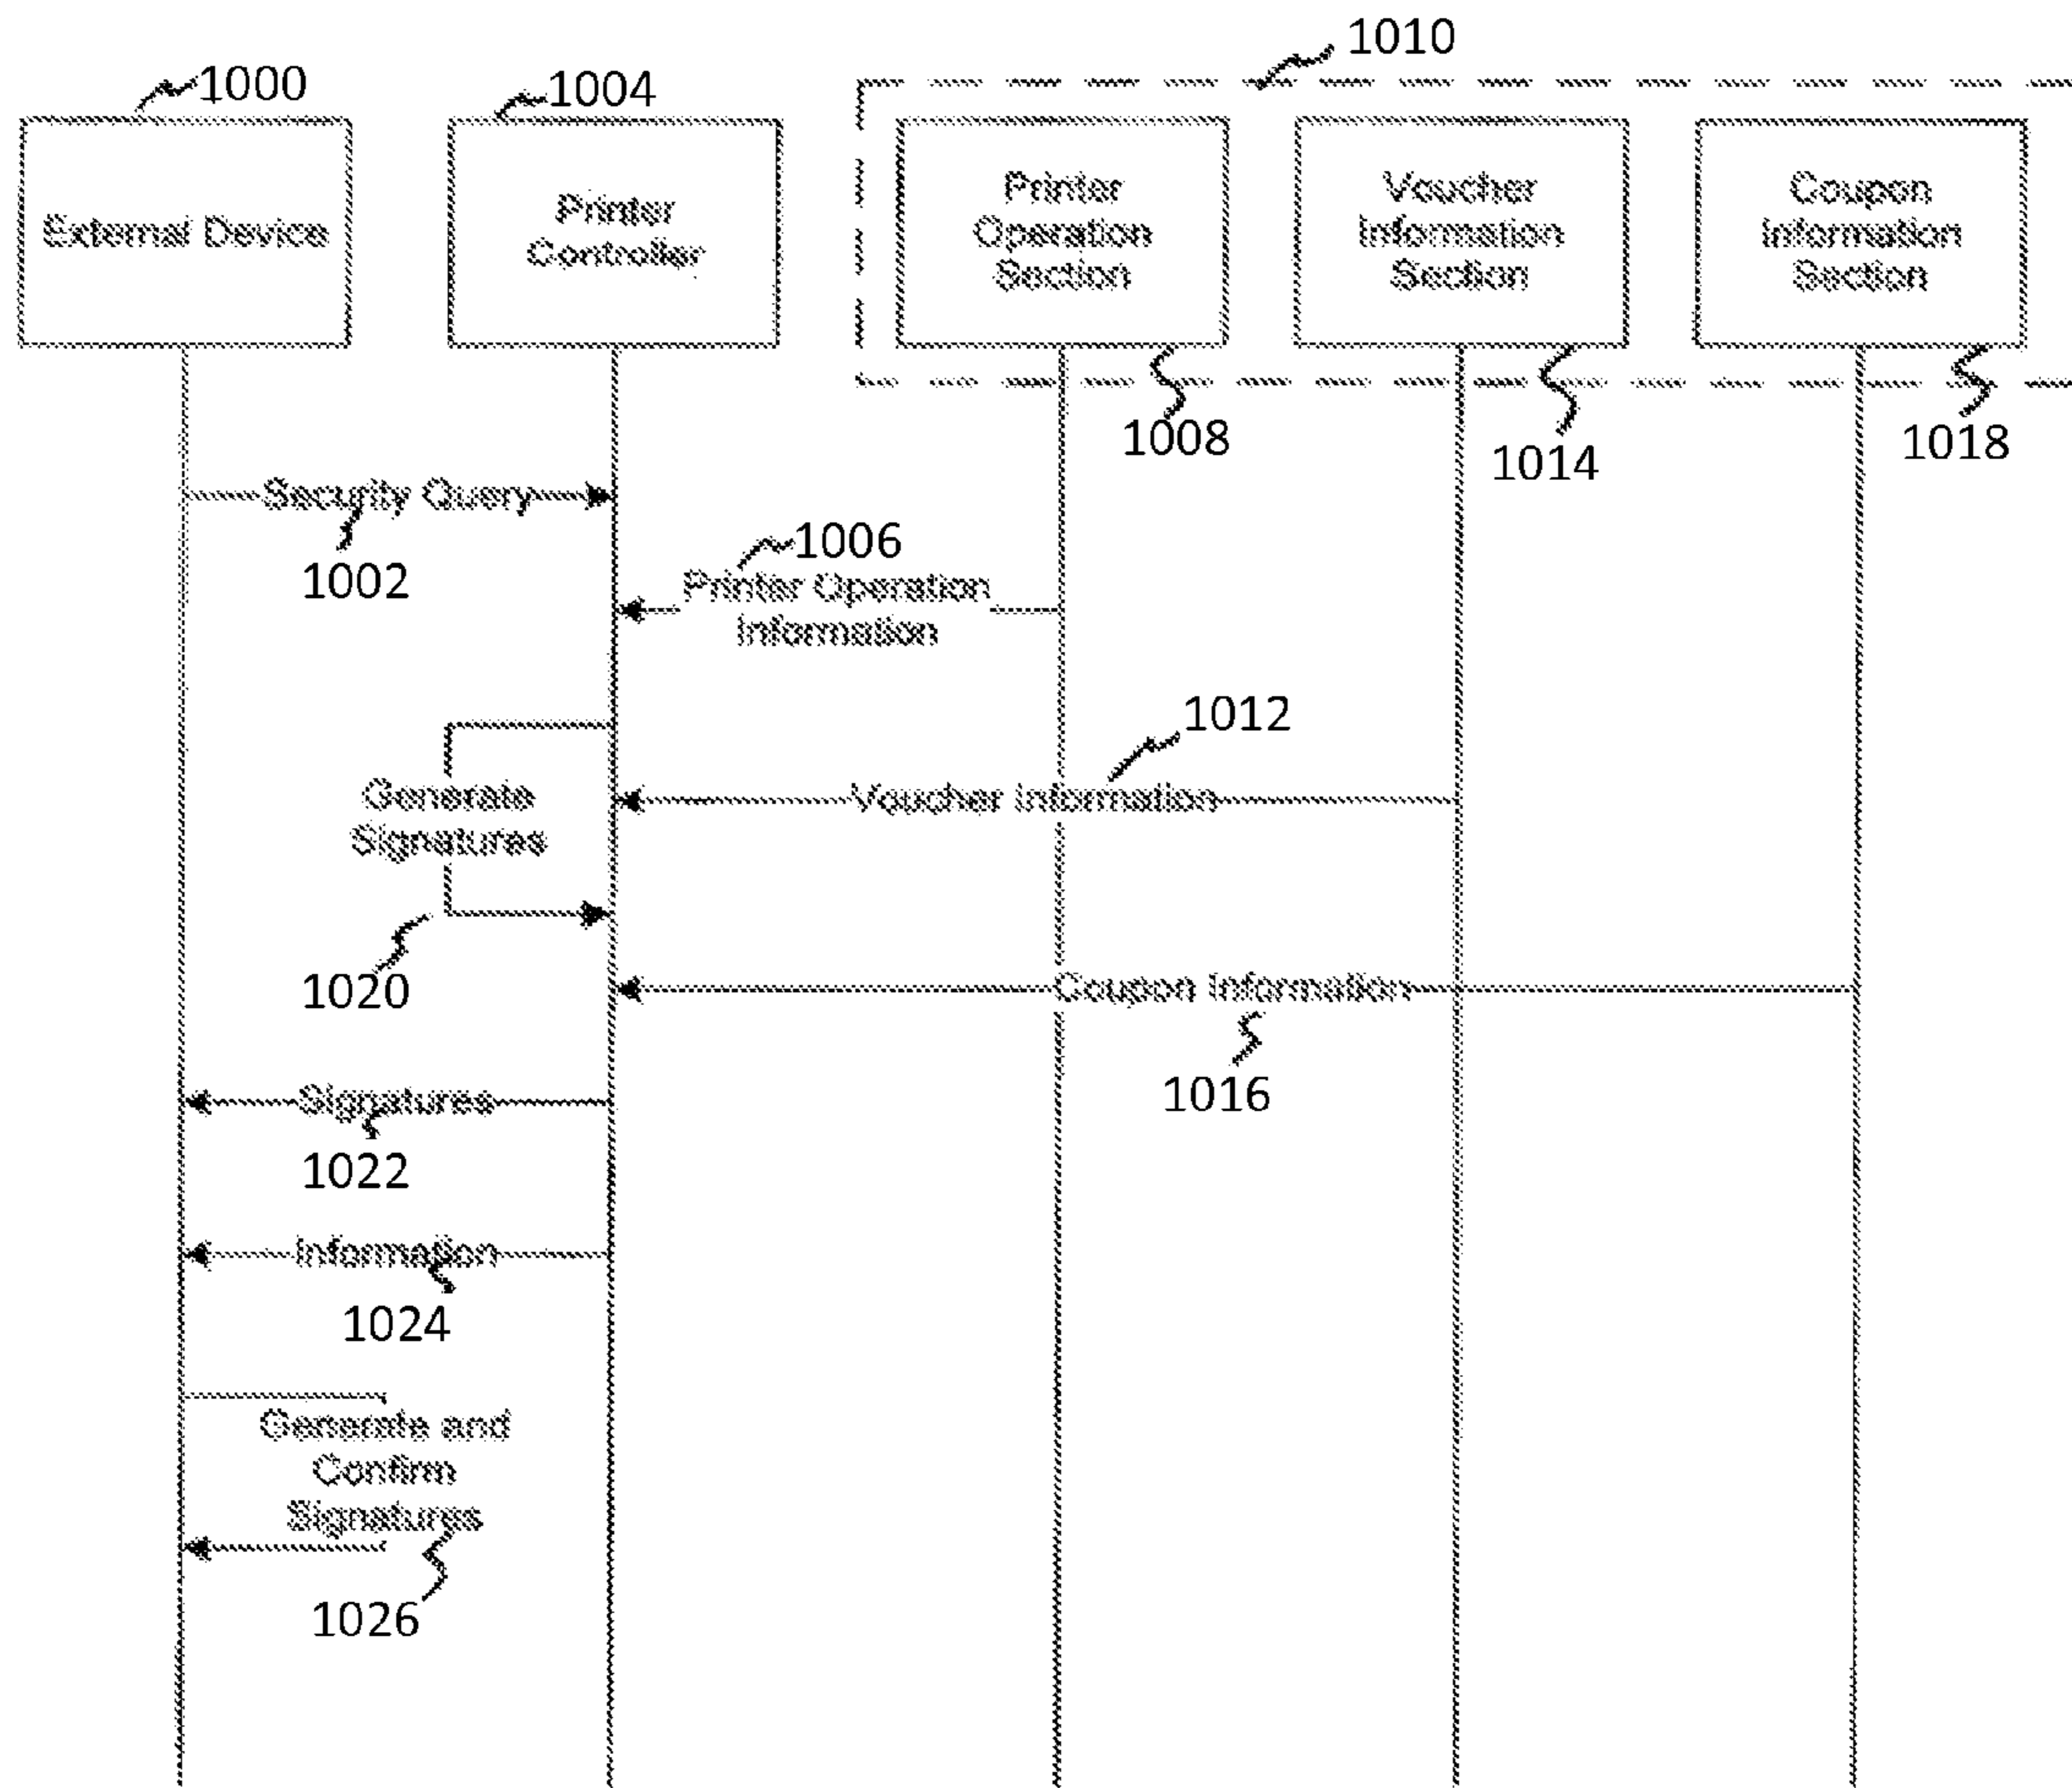 1010
1000
1004
External Device
Printer
Controller
Printer
Operation
Section
Voucher
Information
Section
Coupon
Information
Section
1008
1014
1018
Security Query
1002
1006
Printer Operation
Information
1012
Generate
Signatures
Voucher Information
1020
Coupon Information
1016
Signatures
1022
Information
1024
Generate and
Confirm
Signatures
1026